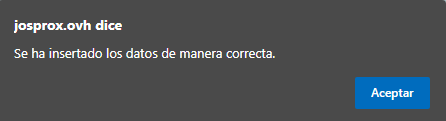 josprox.ovh dice
Se ha insertado los datos de manera correcta.
Aceptar